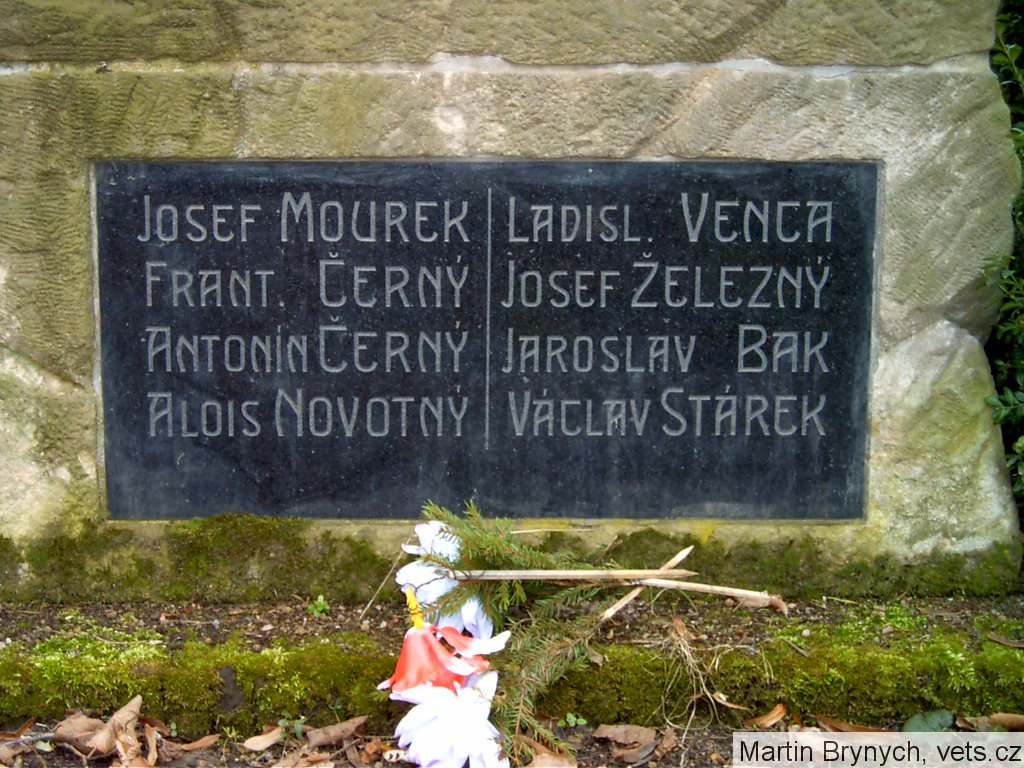 Josef Mourek
Frant. Černý
Antonín Černý
Alois Novotný
Ladisl. Venca
Josef Železný
Jaroslav Bak
Václav Stárek
Martin Brynych, vets.cz